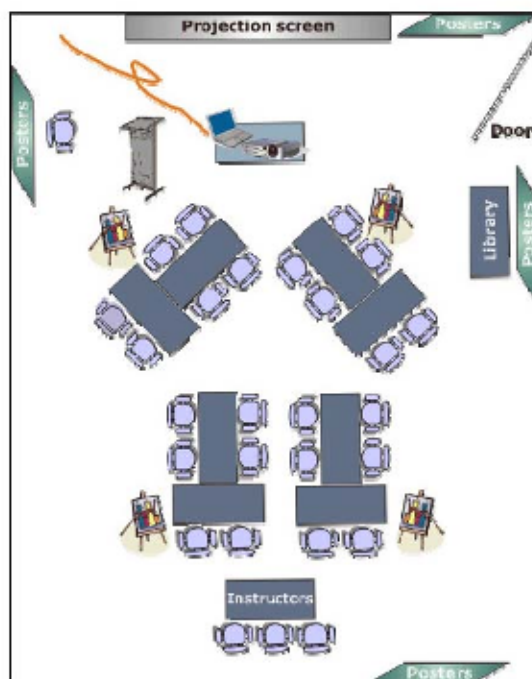 Projection screen
Posters
Posters
Door
Library
Posters
Instructors
Posters